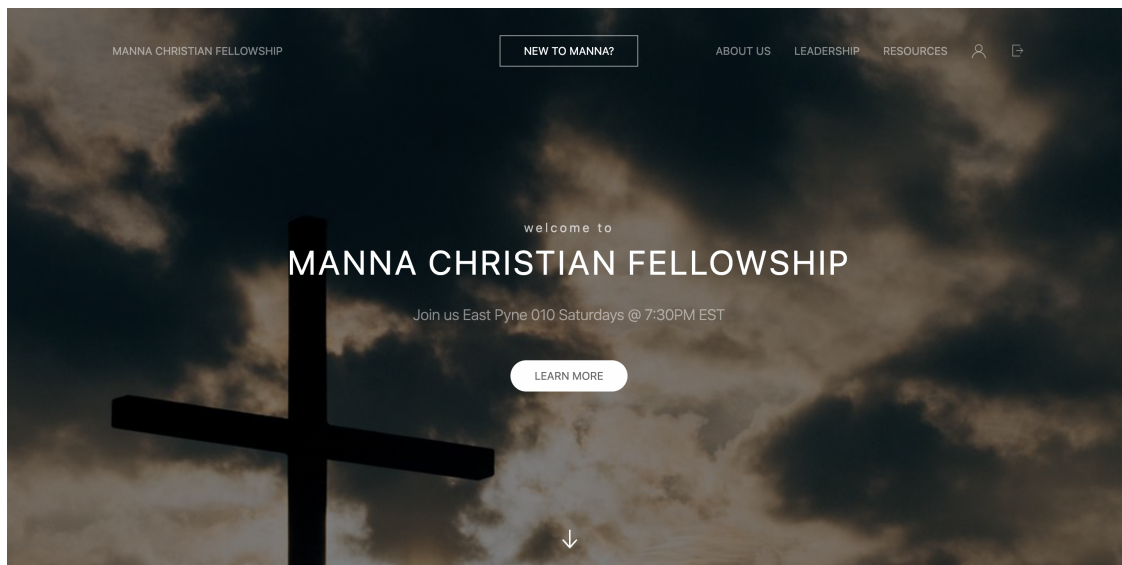 MANNA CHRISTIAN FELLOWSHIP
NEW TO MANNA?
ABOUT US
LEADERSHIP
RESOURCES
welcome to
MANNA CHRISTIAN FELLOWSHIP
Join us East Pyne 010 Saturdays @ 7:30PM EST
LEARN MORE